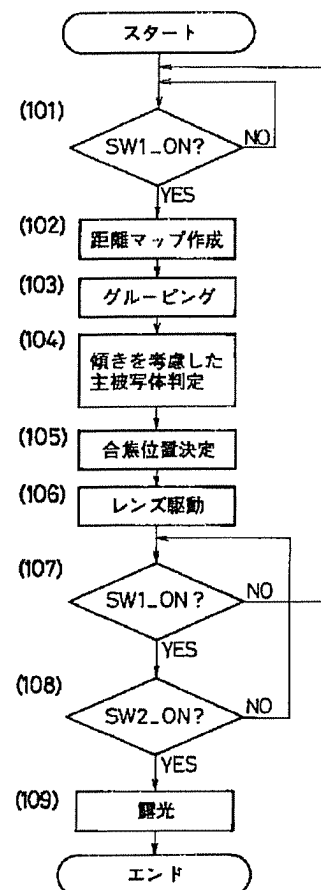 スタート
(101)
SW1_ON?
NO
YES
(102)
距離マップ作成
(103)
グルーピング
(104)
傾きを考慮した
主被写体判定
(105)
合焦位置決定
(106)
レンズ駆動
(107)
SW1_ON?
NO
YES
(108)
SW2_ON?
NO
YES
(109)
露光
エンド